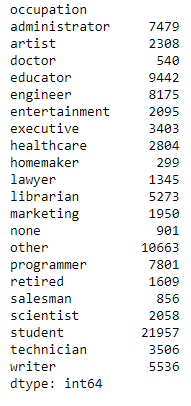 occupation
administrator 7479
artist 2308
doctor 540
educator 9442
engineer 8175
entertainment 2095
executive 3403
healthcare 2804
homemaker 299
lawyer 1345
librarian 5273
marketing 1950
none 901
other 10663
programmer 7801
retired 1609
salesman 856
scientist 2058
student 21957
technician 3506
writer 5536
dtype: int64